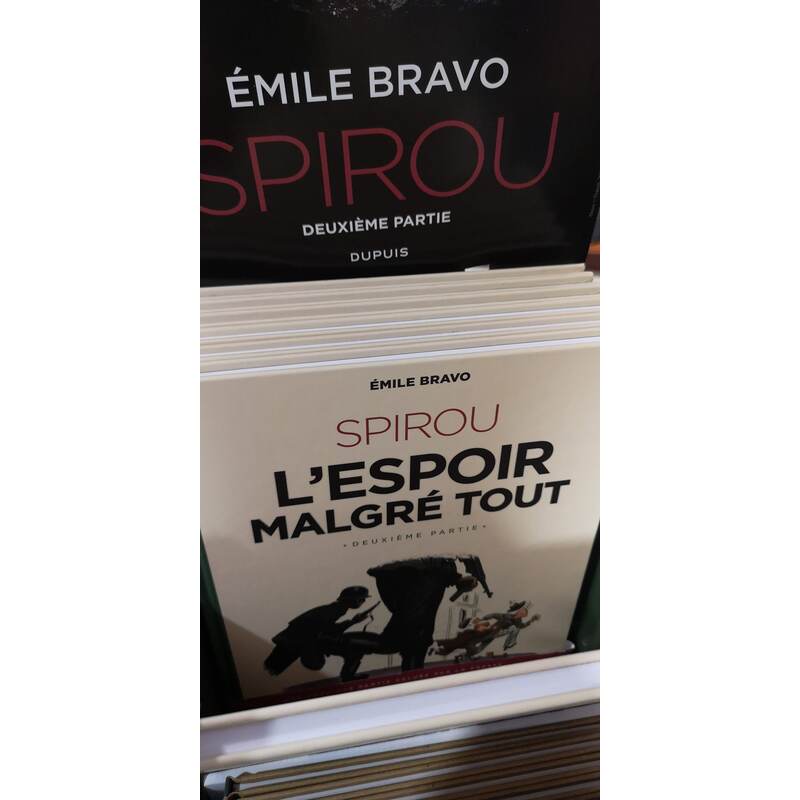 ÉMILE BRAVO
SPIROU
DEUXIÈME PARTIE
DUPUIS
ÉMILE BRAVO
SPIROU
L'ESPOIR
MALGRÉ TOUT
• DEUXIÈME PARTIE •